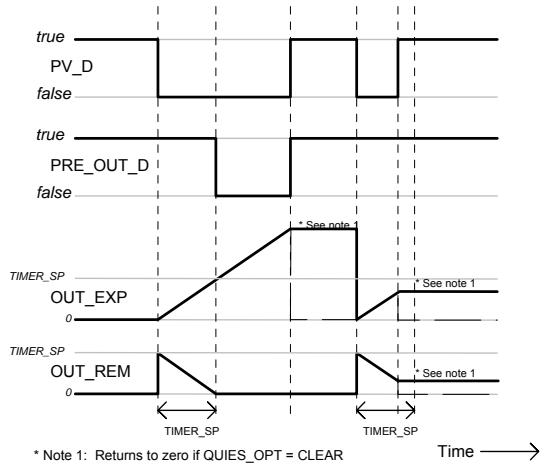 true
PV_D
false
true
PRE_OUT_D
false
* See note 1
TIMER_SP
* See note 1
OUT_EXP
0
TIMER_SP
OUT_REM
* See note 1
0
TIMER_SP TIMER_SP
* Note 1: Returns to zero if QUIES_OPT = CLEAR
Time